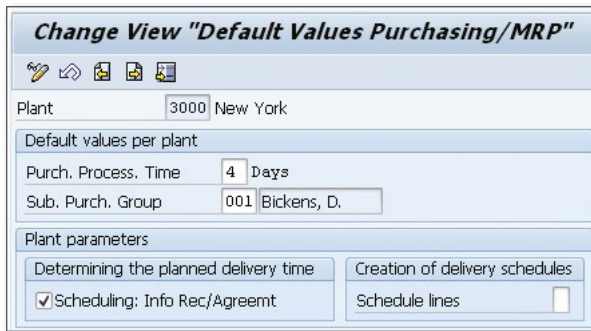 Change View "Default Values Purchasing/MRP"
Plant 3000 New York
Default values per plant
Purch. Process. Time 4 Days
Sub. Purch. Group 001 Bickens, D.
Plant parameters
Determining the planned delivery time
Scheduling: Info Rec/Agreemt
Creation of delivery schedules
Schedule lines